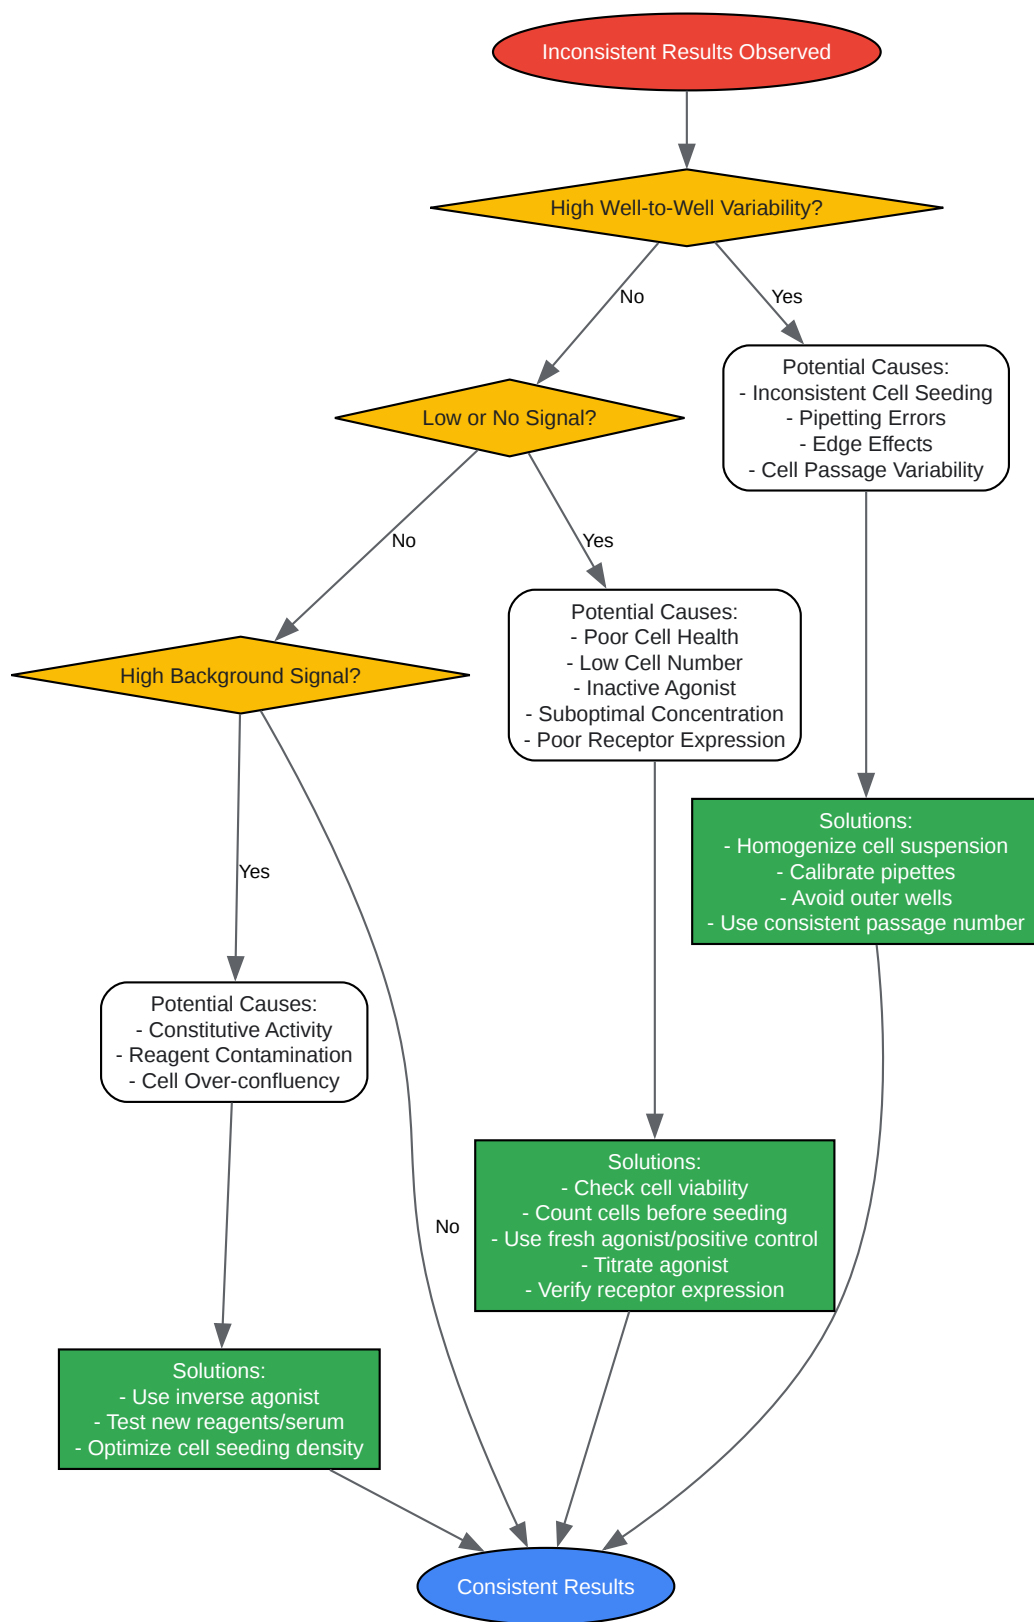 Inconsistent Results Observed
High Well-to-Well Variability?
No
Yes
Potential Causes:
- Inconsistent Cell Seeding
- Pipetting Errors
- Edge Effects
- Cell Passage Variability
Low or No Signal?
No
Yes
Potential Causes:
- Poor Cell Health
- Low Cell Number
- Inactive Agonist
- Suboptimal Concentration
- Poor Receptor Expression
High Background Signal?
Solutions:
- Homogenize cell suspension
- Calibrate pipettes
- Avoid outer wells
- Use consistent passage number
Yes
Potential Causes:
- Constitutive Activity
- Reagent Contamination
- Cell Over-confluency
No
Solutions:
- Check cell viability
- Count cells before seeding
- Use fresh agonist/positive control
- Titrate agonist
- Verify receptor expression
Solutions:
- Use inverse agonist
- Test new reagents/serum
- Optimize cell seeding density
Consistent Results